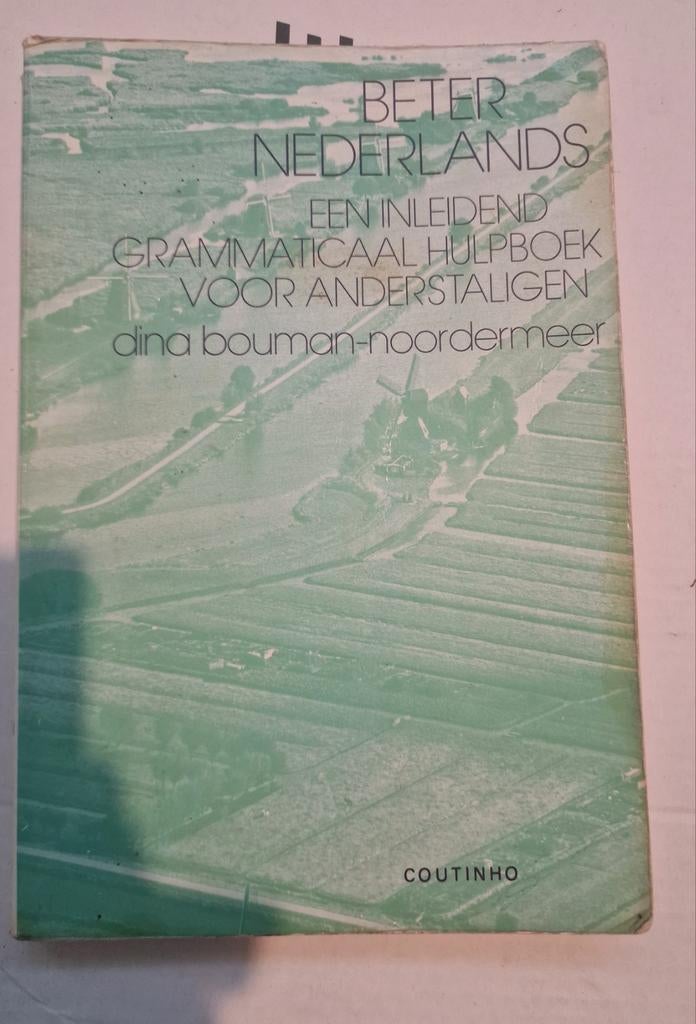 BETER
NEDERLANDS
EEN INLEIDEND
GRAMMATICAAL HULPBOEK
VOOR ANDERSTALIGEN
dina bouman-noordermeer
COUTINHO